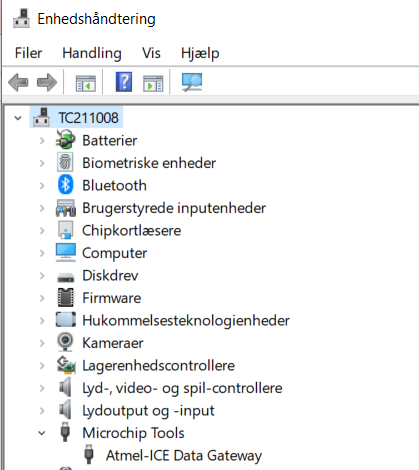 Enhedshåndtering
Filer Handling Vis Hjælp
TC211008
Batterier
Biometriske enheder
Bluetooth
Brugerstyrede inputenheder
Chipkortlæsere
Computer
Diskdrev
Firmware
Hukommelsesteknologienheder
Kameraer
Lagerenhedscontrollere
Lyd-, video- og spil-controllere
Lydoutput og -input
Microchip Tools
Atmel-ICE Data Gateway